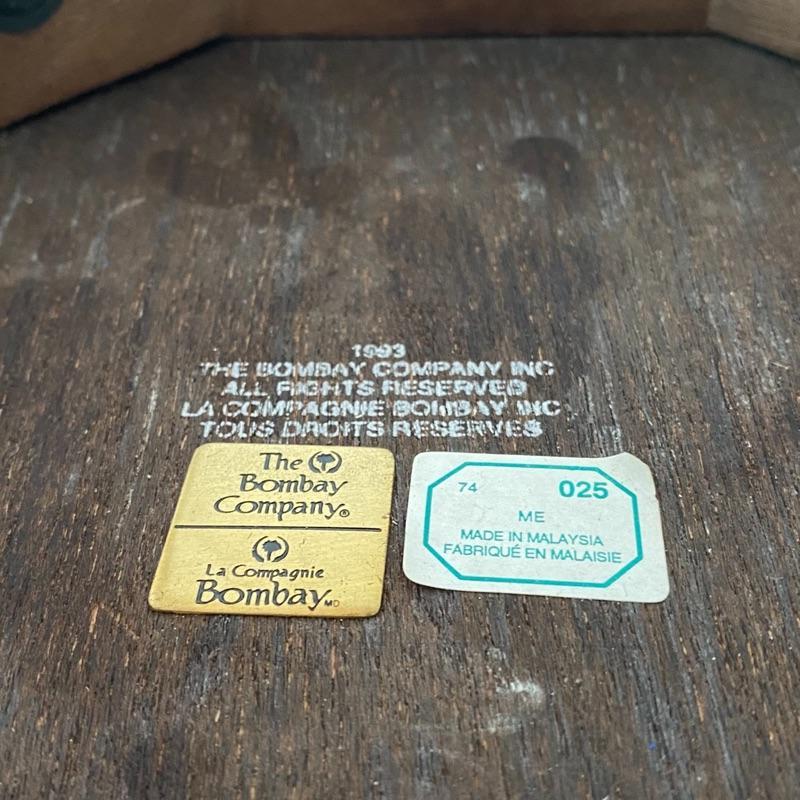 1993
THE BOMBAY COMPANY INC
ALL RIGHTS RESERVED
LA COMPAGNIE BOMBAY INC
TOUS DROITS RESERVES
The
Bombay
Company®
La Compagnie
Bombay MD
74 025
ME
MADE IN MALAYSIA
FABRIQUÉ EN MALAISIE